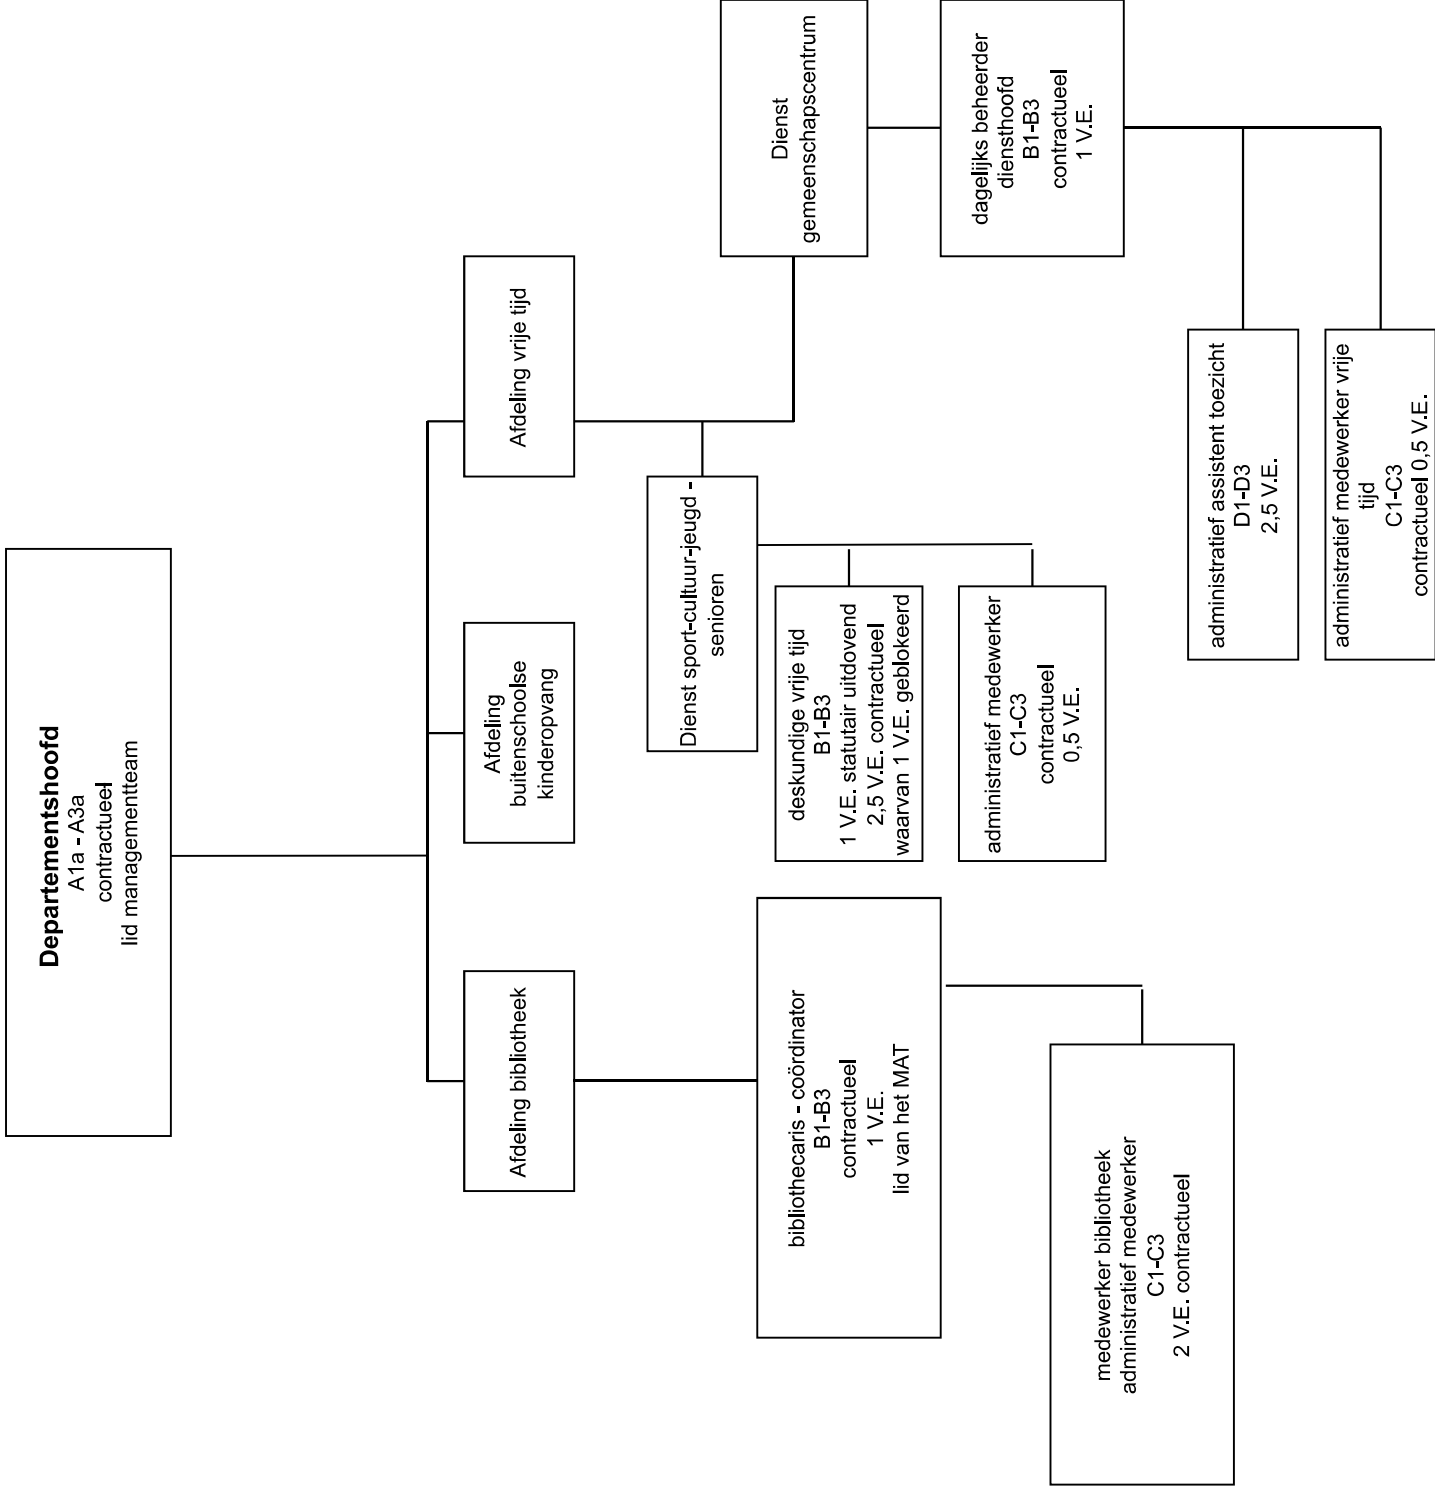 Departementshoofd
A1a - A3a
contractueel
lid managementteam
Afdeling bibliotheek
Afdeling
buitenschoolse
kinderopvang
Afdeling vrije tijd
bibliothecaris - coördinator
B1-B3
contractueel
1 V.E.
lid van het MAT
medewerker bibliotheek
administratief medewerker
C1-C3
2 V.E. contractueel
Dienst sport-cultuur-jeugd -
senioren
deskundige vrije tijd
B1-B3
1 V.E. statutair uitdovend
2,5 V.E. contractueel
waarvan 1 V.E. geblokeerd
administratief medewerker
C1-C3
contractueel
0,5 V.E.
Dienst
gemeenschapscentrum
dagelijks beheerder
diensthoofd
B1-B3
contractueel
1 V.E.
administratief assistent toezicht
D1-D3
2,5 V.E.
administratief medewerker vrije
tijd
C1-C3
contractueel 0,5 V.E.